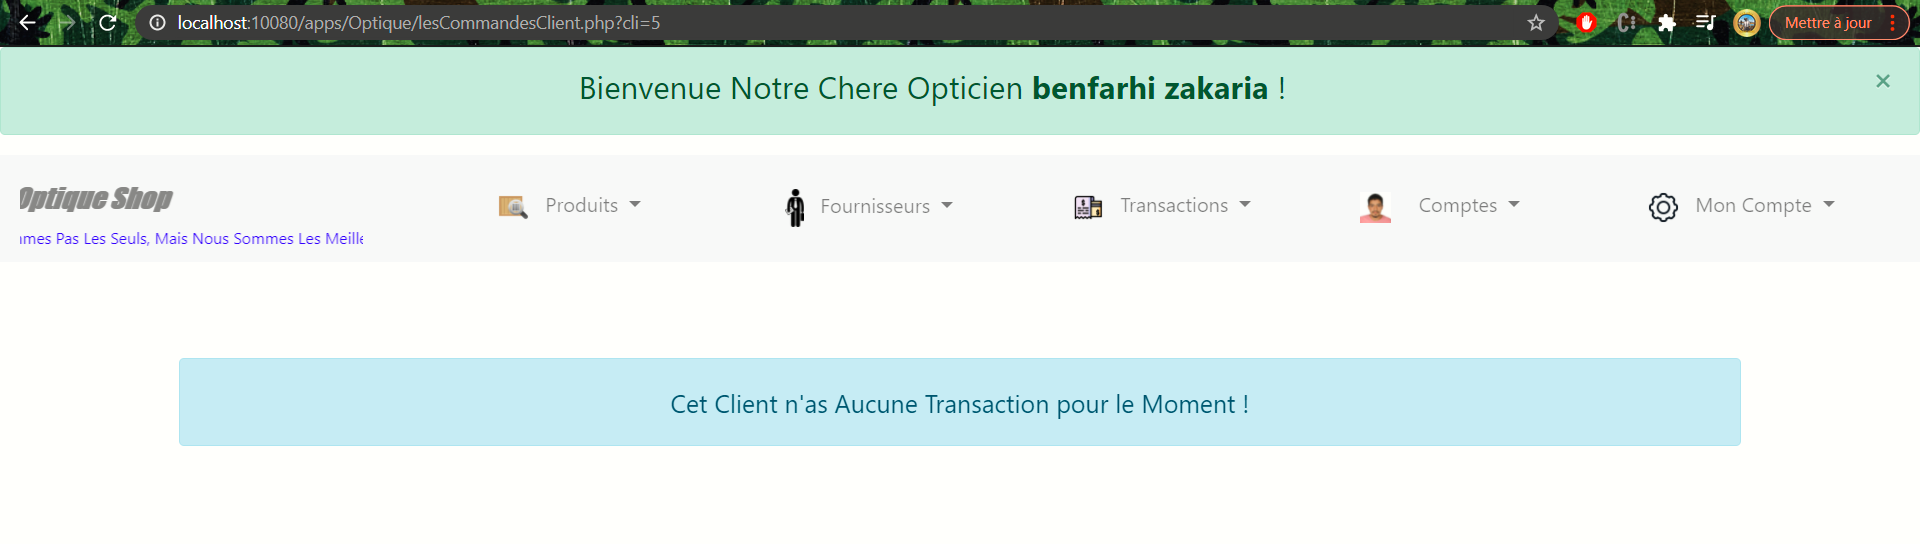 localhost:10080/apps/Optique/lesCommandesClient.php?cli=5
Mettre à jour
Bienvenue Notre Chere Opticien benfarhi zakaria !
×
Optique Shop
Pas Les Seuls, Mais Nous Sommes Les
Produits
Fournisseurs
Transactions
Comptes
Mon Compte
Cet Client n'as Aucune Transaction pour le Moment !